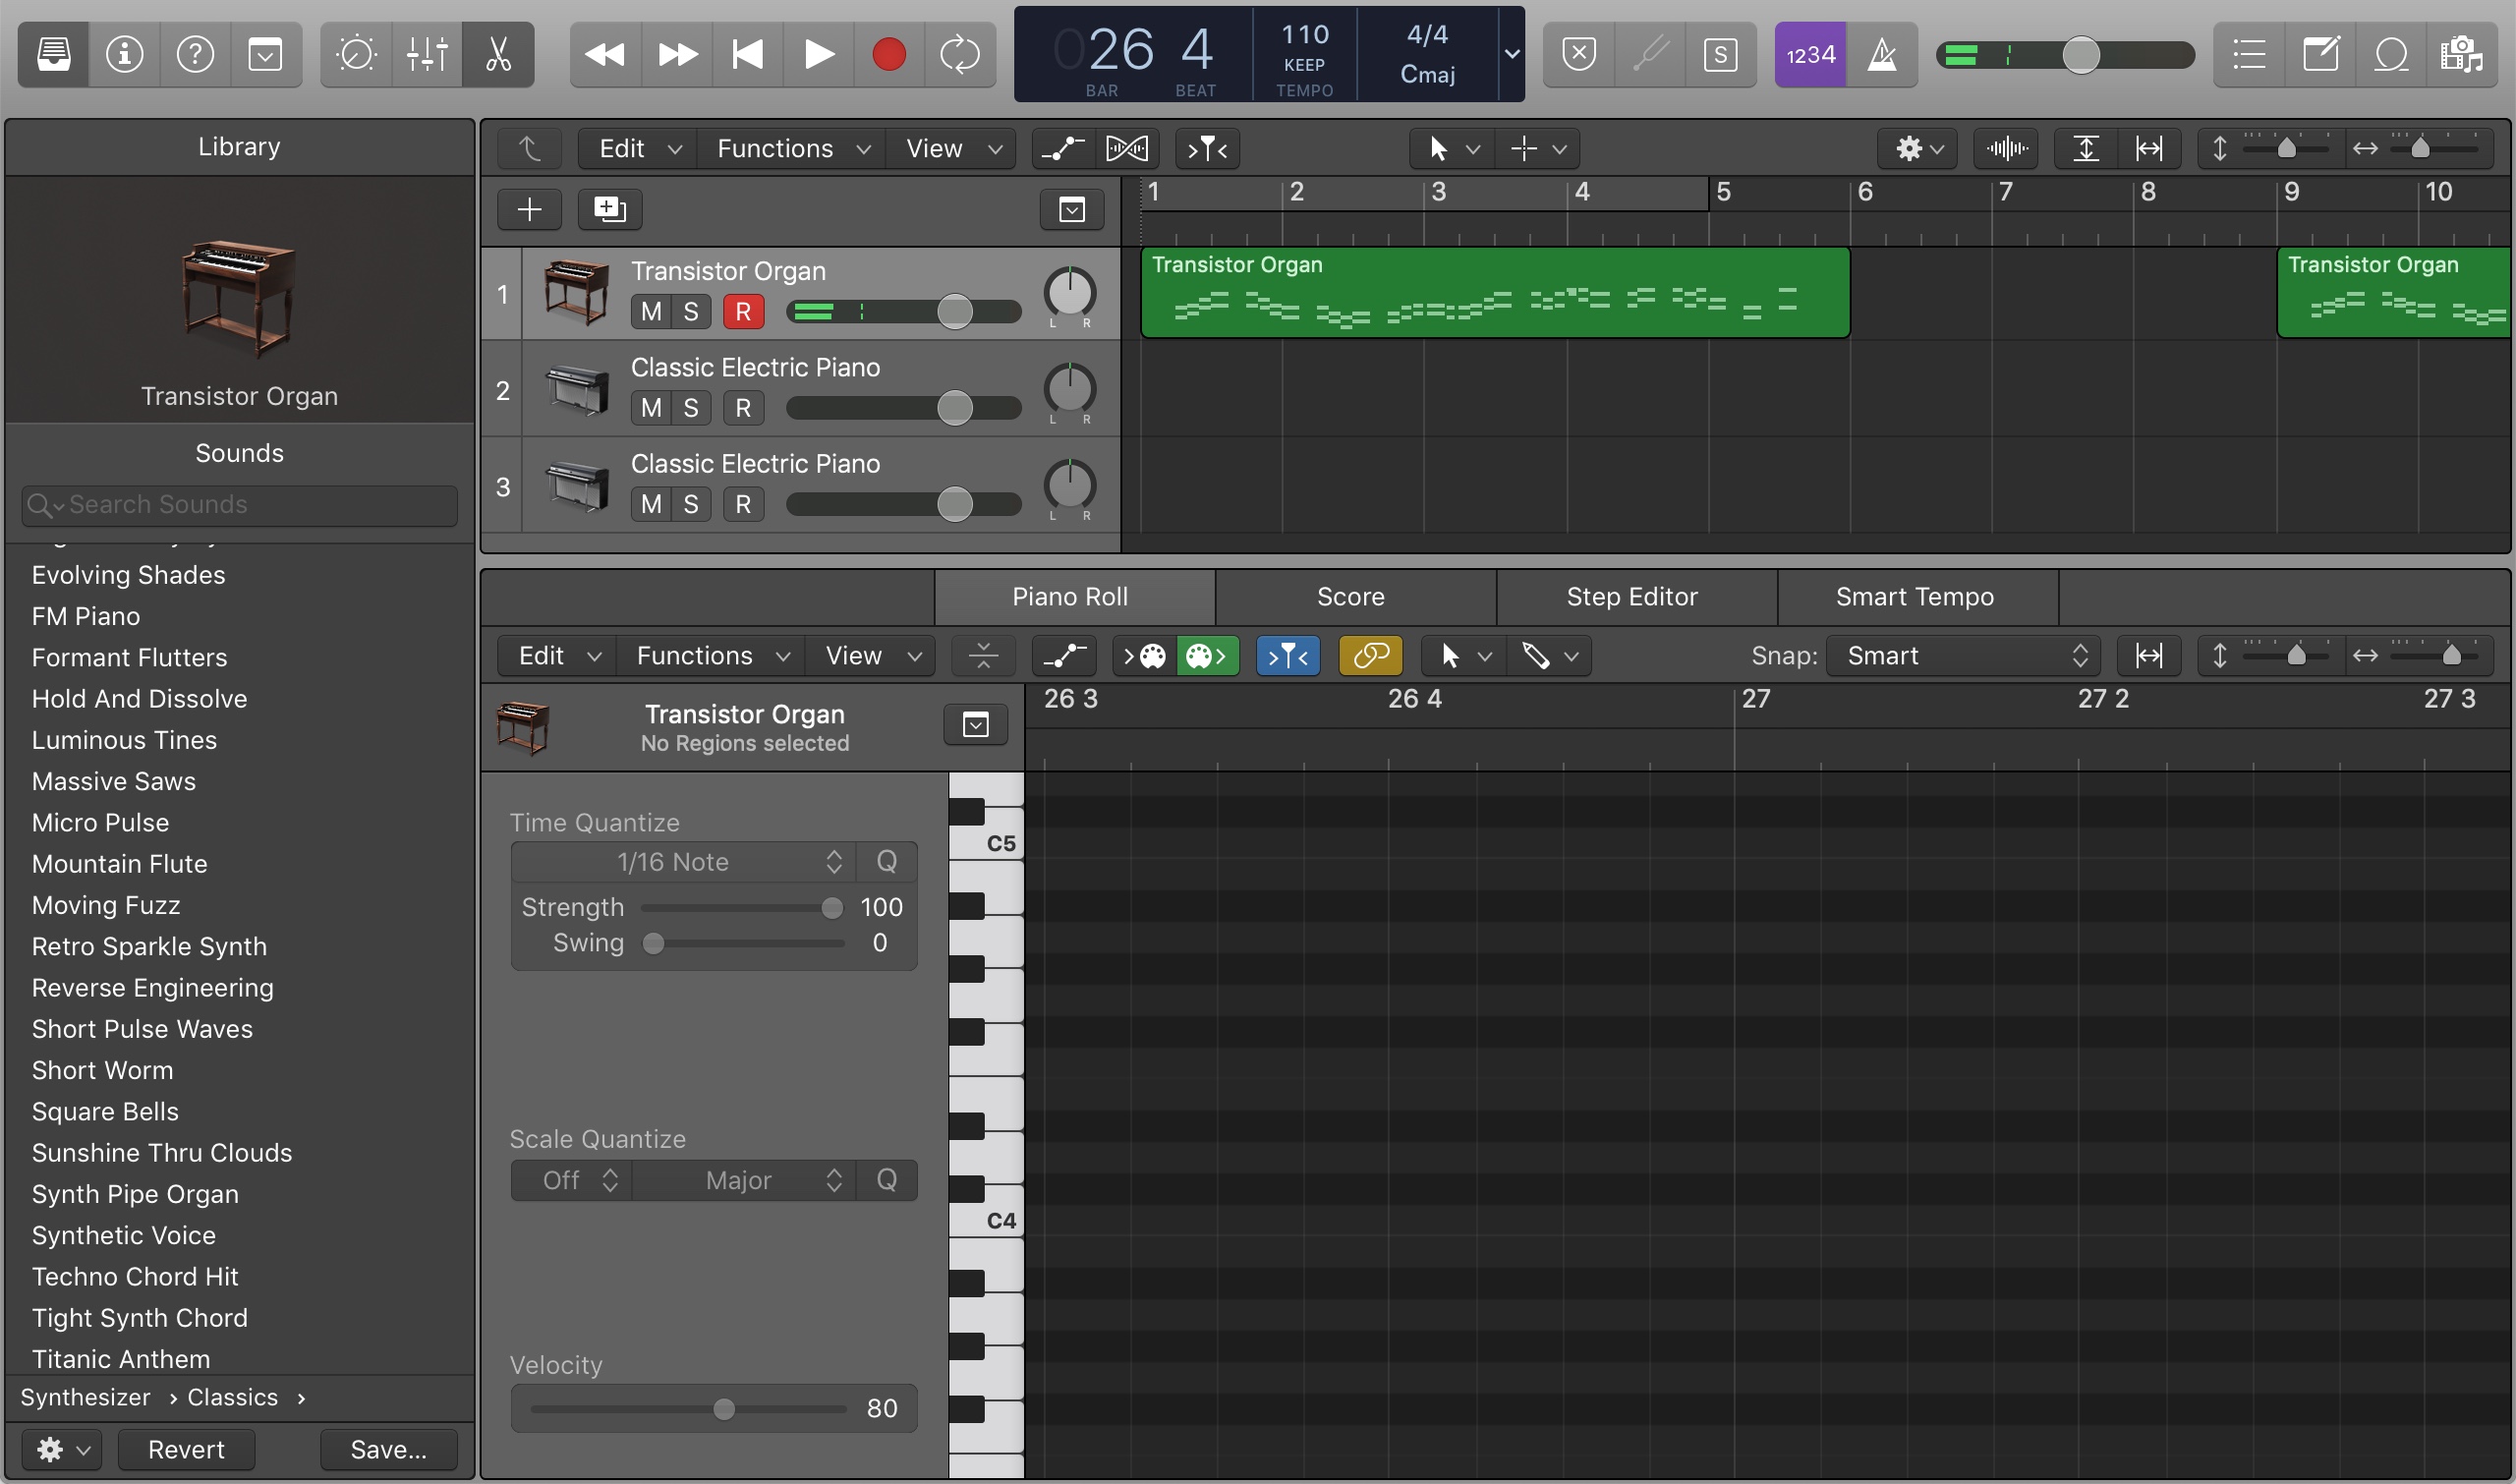 026 4
BAR BEAT
110
KEEP
TEMPO
4/4
Cmaj
S
1234
Library
Transistor Organ
Sounds
Search Sounds
Evolving Shades
FM Piano
Formant Flutters
Hold And Dissolve
Luminous Tines
Massive Saws
Micro Pulse
Mountain Flute
Moving Fuzz
Retro Sparkle Synth
Reverse Engineering
Short Pulse Waves
Short Worm
Square Bells
Sunshine Thru Clouds
Synth Pipe Organ
Synthetic Voice
Techno Chord Hit
Tight Synth Chord
Titanic Anthem
Synthesizer > Classics >
Revert Save...
Edit Functions View
1 2 3 4 5 6 7 8 9 10
1 Transistor Organ
M S R L R
2 Classic Electric Piano
M S R L R
3 Classic Electric Piano
M S R L R
Transistor Organ
Transistor Organ
Piano Roll Score Step Editor Smart Tempo
Edit Functions View Snap: Smart
Transistor Organ
No Regions selected
26 3 26 4 27 27 2 27 3
Time Quantize
1/16 Note Q
Strength 100
Swing 0
Scale Quantize
Off Major Q
Velocity
80
C5
C4